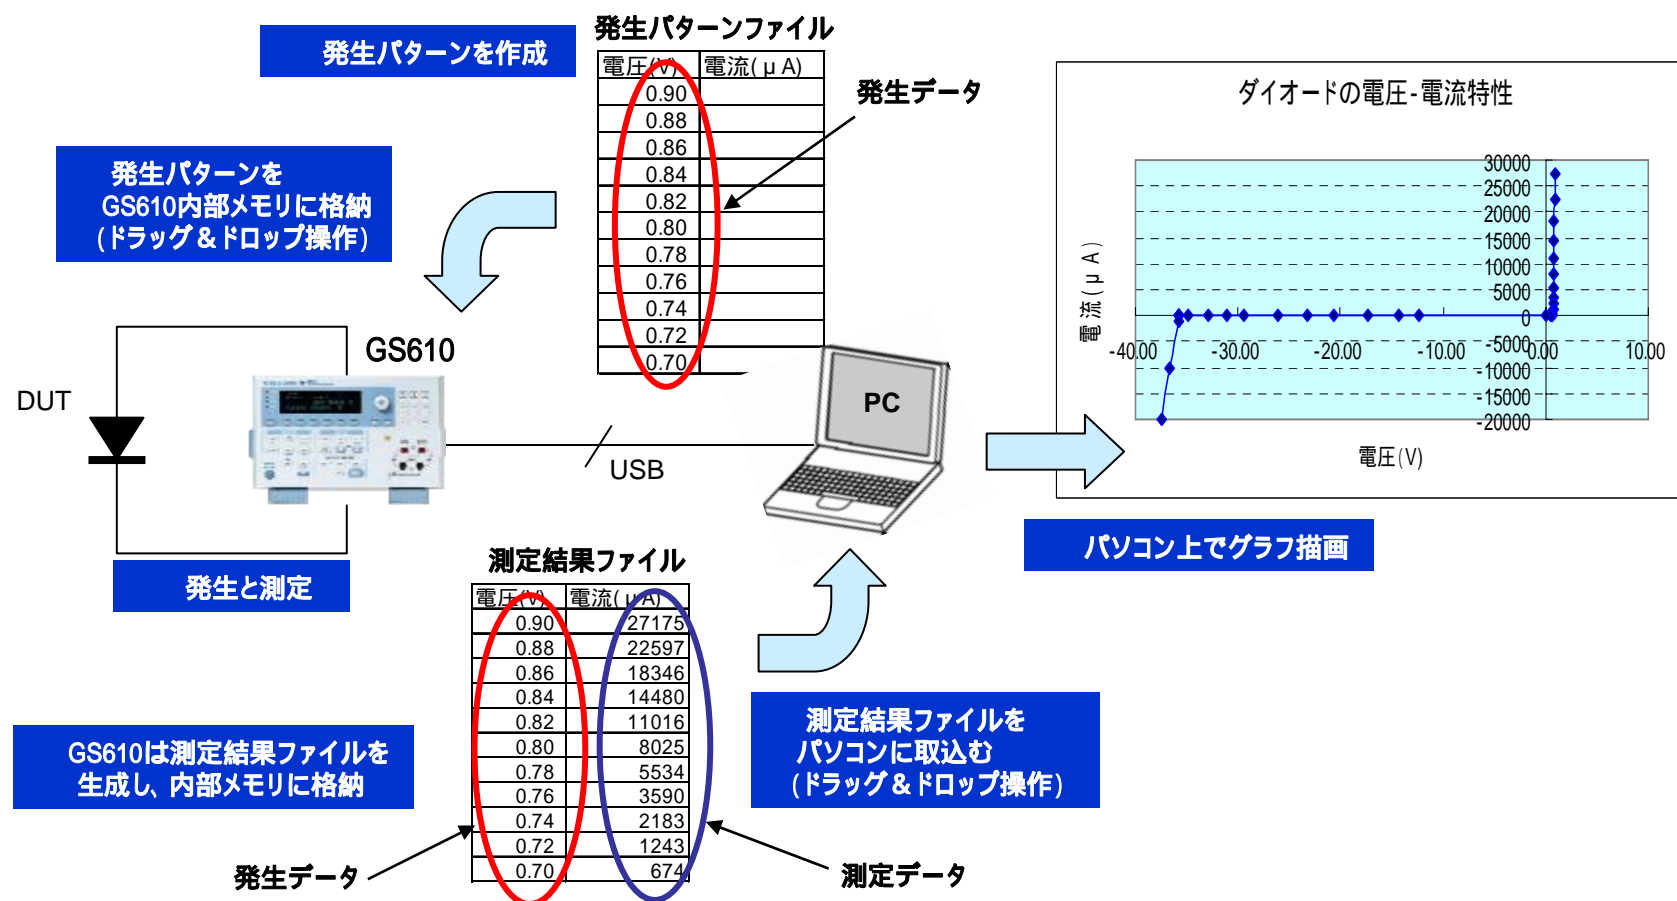 発生パターンを作成
発生パターンファイル
電圧(V) 電流(μA)
0.90
0.88
0.86
0.84
0.82
0.80
0.78
0.76
0.74
0.72
0.70
発生データ
発生パターンを
GS610内部メモリに格納
(ドラッグ&ドロップ操作)
GS610
DUT
USB
PC
発生と測定
ダイオードの電圧-電流特性
電流(μA)
30000
25000
20000
15000
10000
5000
0
-5000
-10000
-15000
-20000
-40.00 -30.00 -20.00 -10.00 0.00 10.00
電圧(V)
パソコン上でグラフ描画
測定結果ファイル
電圧(V) 電流(μA)
0.90 27175
0.88 22597
0.86 18346
0.84 14480
0.82 11016
0.80 8025
0.78 5534
0.76 3590
0.74 2183
0.72 1243
0.70 674
GS610は測定結果ファイルを
生成し、内部メモリに格納
発生データ
測定結果ファイルを
パソコンに取込む
(ドラッグ&ドロップ操作)
測定データ